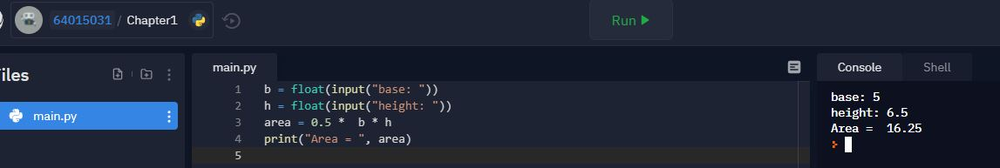 64015031 / Chapter1
Run
iles
main.py
main.py
Console
Shell
1 b = float(input("base: "))
2 h = float(input("height: "))
3 area = 0.5 *  b * h
4 print("Area = ", area)
5
base: 5
height: 6.5
Area =  16.25
>